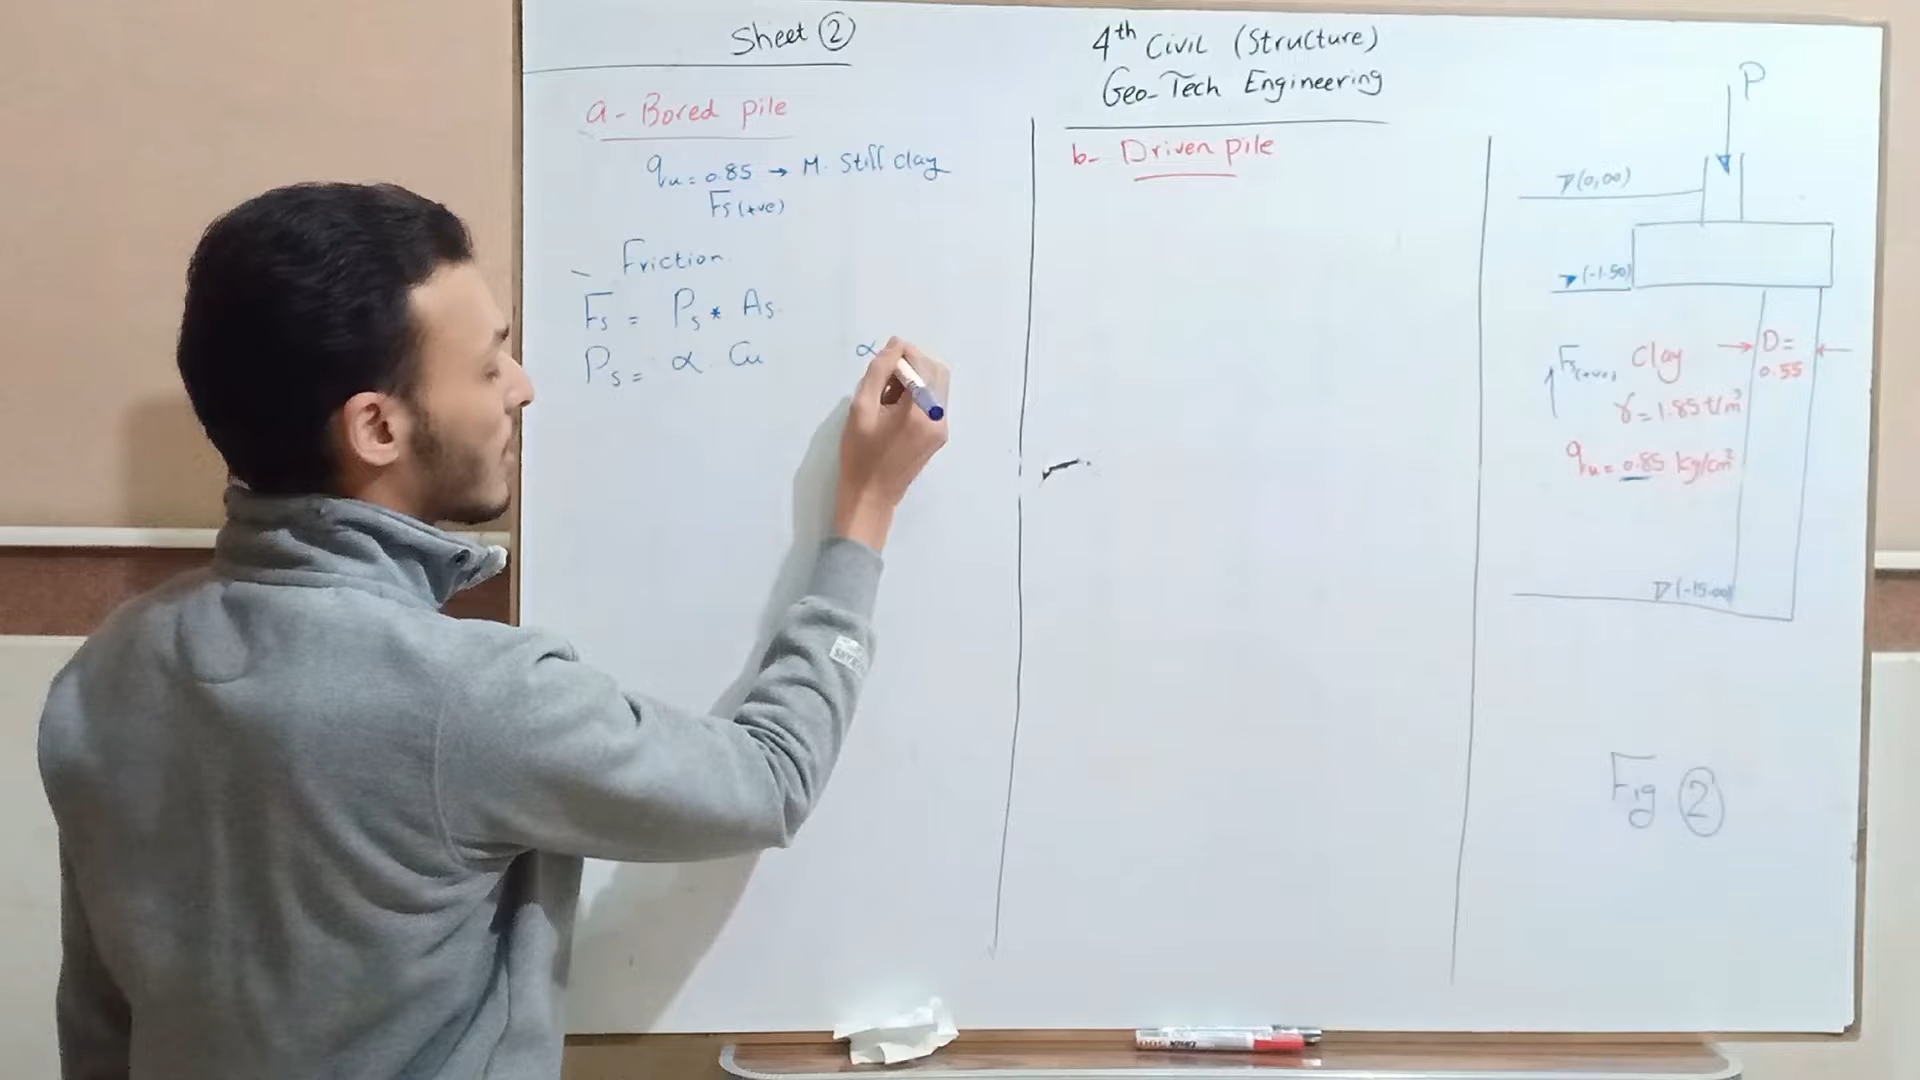 Sheet ②
4th Civil (Structure)
Geo-Tech Engineering
a- Bored pile
qu = 0.85 → M. Stiff clay
Fs (+ve)
- Friction.
Fs = Ps * As.
Ps = α . Cu
α
b- Driven pile
P
∇(0,00)
▼(-1.50)
Fs(+ve)
Clay
D=
0.55
γ = 1.85 t/m³
qu = 0.85 kg/cm²
∇(-15.00)
Fig ②